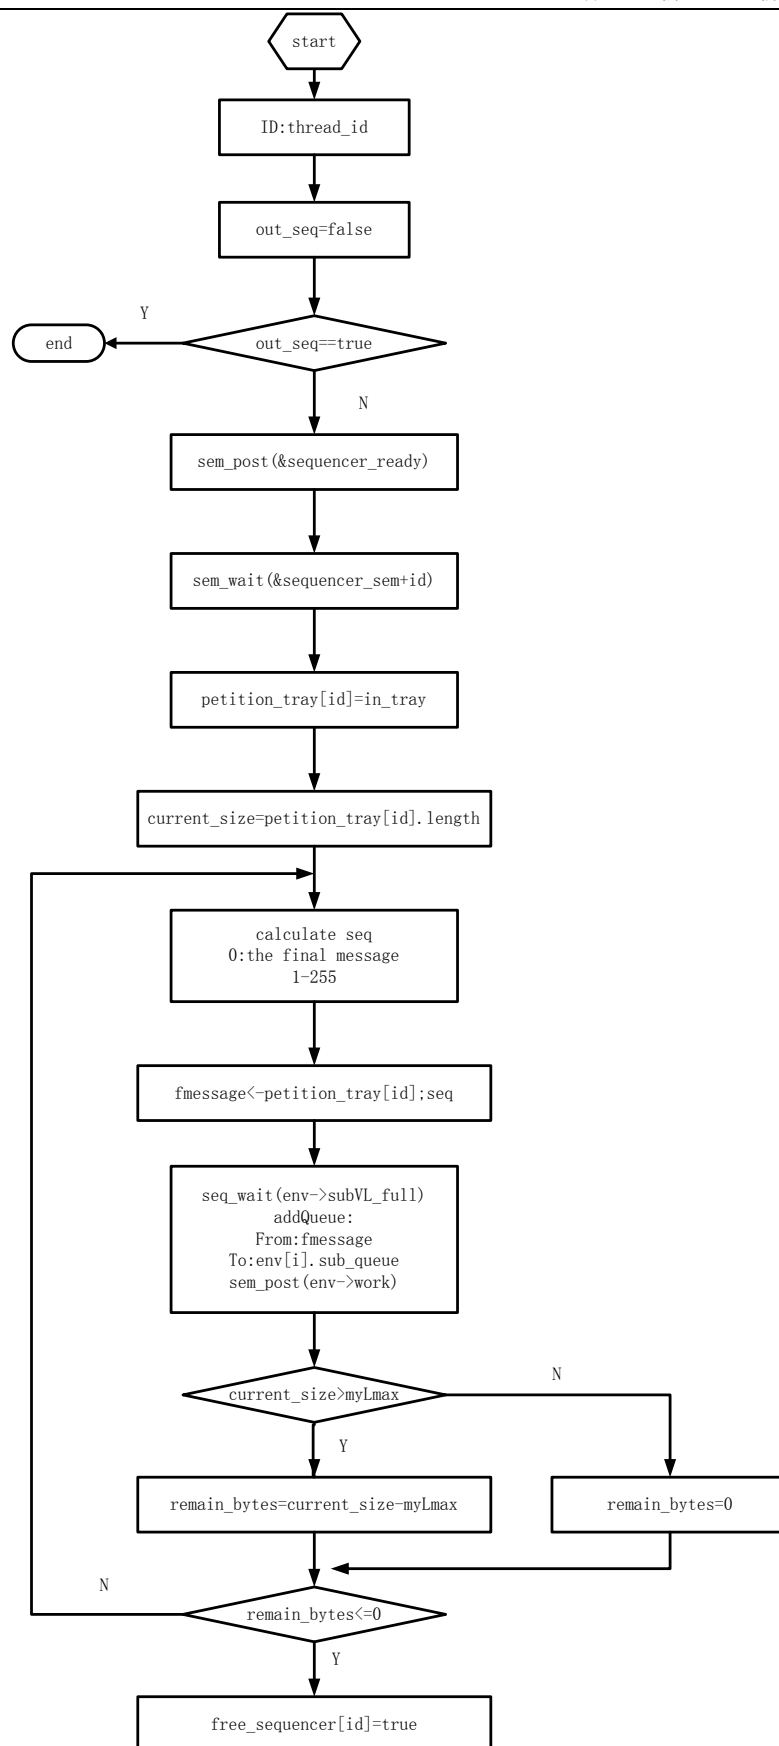 start
ID:thread_id
out_seq=false
Y
end
out_seq==true
N
sem_post(&sequencer_ready)
sem_wait(&sequencer_sem+id)
petition_tray[id]=in_tray
current_size=petition_tray[id].length
calculate seq
0:the final message
1-255
fmessage<-petition_tray[id];seq
seq_wait(env->subVL_full)
addQueue:
From:fmessage
To:env[i].sub_queue
sem_post(env->work)
N
current_size>myLmax
Y
remain_bytes=current_size-myLmax
remain_bytes=0
N
remain_bytes<=0
Y
free_sequencer[id]=true